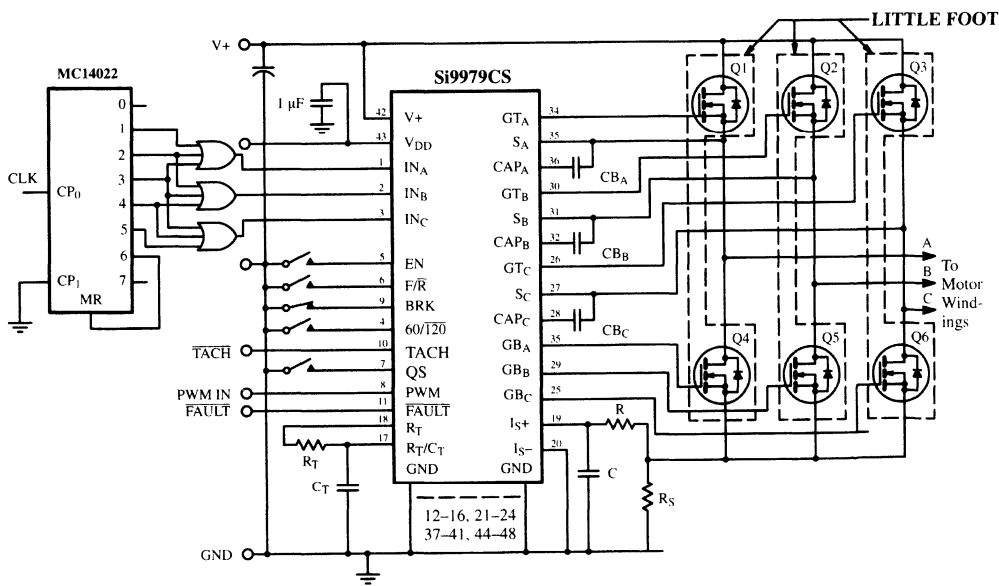 LITTLE FOOT
V+
MC14022
Si9979CS
Q1
Q2
Q3
0
1
2
3
4
5
6
7
CLK
CP0
CP1
MR
1 µF
42
V+
43
VDD
1
INA
2
INB
3
INC
5
EN
6
F/R̅
9
BRK
4
60/1̅2̅0̅
10
TACH
7
QS
8
PWM
11
F̅A̅U̅L̅T̅
18
RT
17
RT/CT
GND
T̅A̅C̅H̅
PWM IN
F̅A̅U̅L̅T̅
RT
CT
GND
GTA
34
SA
35
CAPA
36
CBA
GTB
30
SB
31
CAPB
32
CBB
GTC
26
SC
27
CAPC
28
CBC
GBA
35
GBB
29
GBC
25
IS+
19
IS–
20
GND
R
C
RS
12–16, 21–24
37–41, 44–48
Q4
Q5
Q6
A
B
C
To
Motor
Wind-
ings